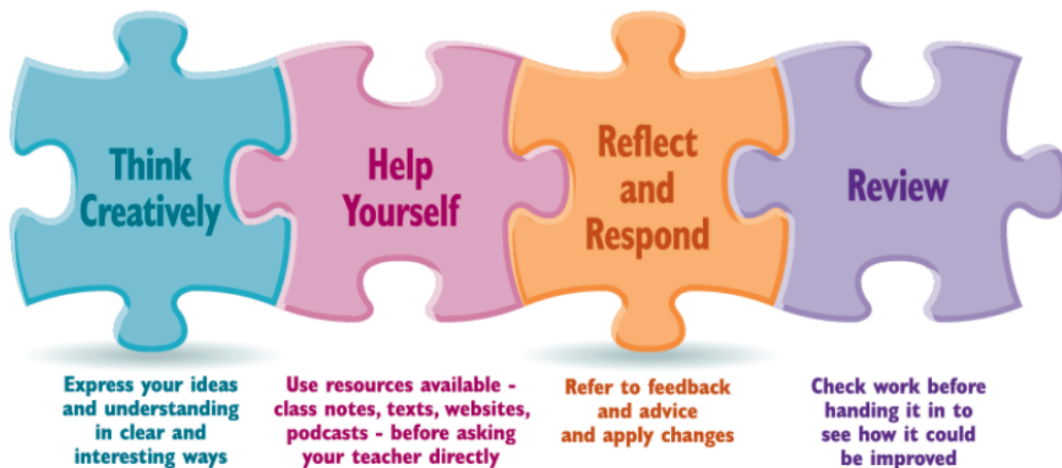 Think
Creatively
Help
Yourself
Reflect
and
Respond
Review
Express your ideas
and understanding
in clear and
interesting ways
Use resources available -
class notes, texts, websites,
podcasts - before asking
your teacher directly
Refer to feedback
and advice
and apply changes
Check work before
handing it in to
see how it could
be improved